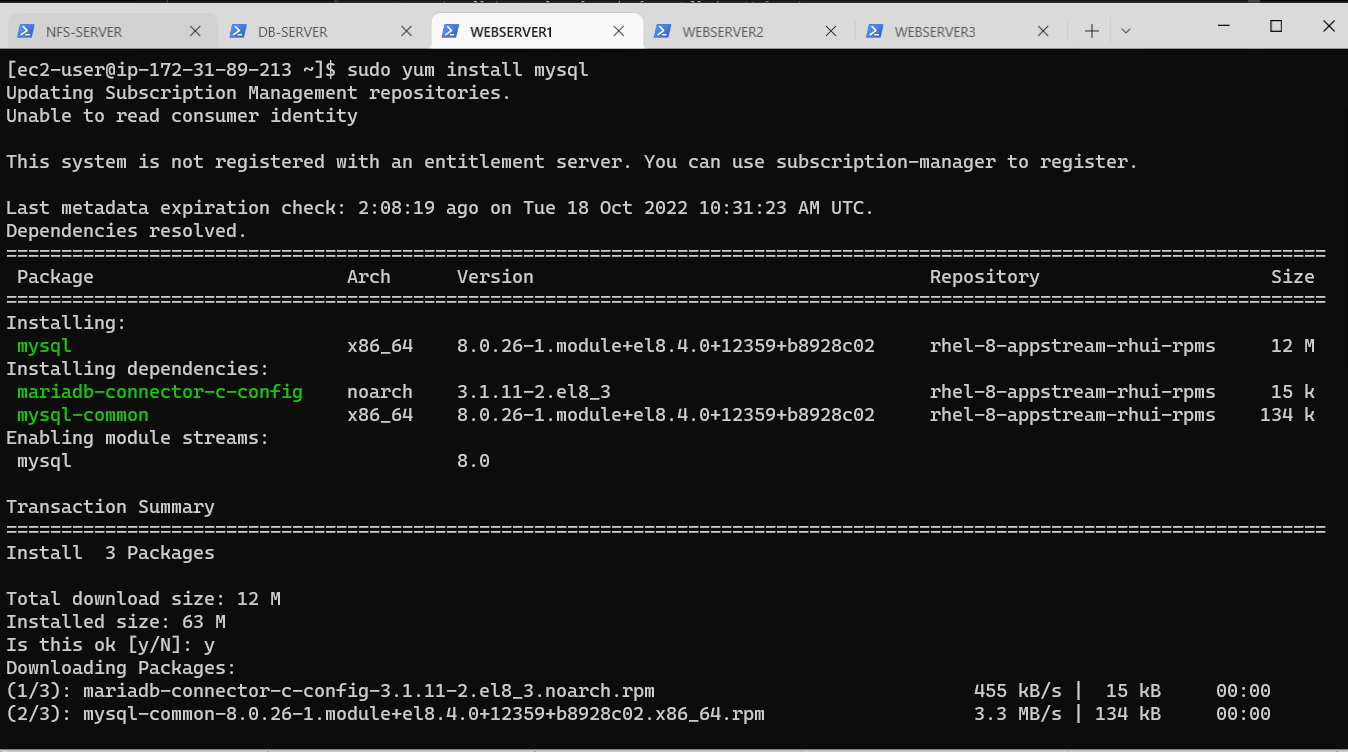 NFS-SERVER DB-SERVER WEBSERVER1 WEBSERVER2 WEBSERVER3
[ec2-user@ip-172-31-89-213 ~]$ sudo yum install mysql
Updating Subscription Management repositories.
Unable to read consumer identity
This system is not registered with an entitlement server. You can use subscription-manager to register.
Last metadata expiration check: 2:08:19 ago on Tue 18 Oct 2022 10:31:23 AM UTC.
Dependencies resolved.
================================================================================
Package Arch Version Repository Size
================================================================================
Installing:
mysql x86_64 8.0.26-1.module+el8.4.0+12359+b8928c02 rhel-8-appstream-rhui-rpms 12 M
Installing dependencies:
mariadb-connector-c-config noarch 3.1.11-2.el8_3 rhel-8-appstream-rhui-rpms 15 k
mysql-common x86_64 8.0.26-1.module+el8.4.0+12359+b8928c02 rhel-8-appstream-rhui-rpms 134 k
Enabling module streams:
mysql 8.0
Transaction Summary
================================================================================
Install 3 Packages
Total download size: 12 M
Installed size: 63 M
Is this ok [y/N]: y
Downloading Packages:
(1/3): mariadb-connector-c-config-3.1.11-2.el8_3.noarch.rpm 455 kB/s | 15 kB 00:00
(2/3): mysql-common-8.0.26-1.module+el8.4.0+12359+b8928c02.x86_64.rpm 3.3 MB/s | 134 kB 00:00